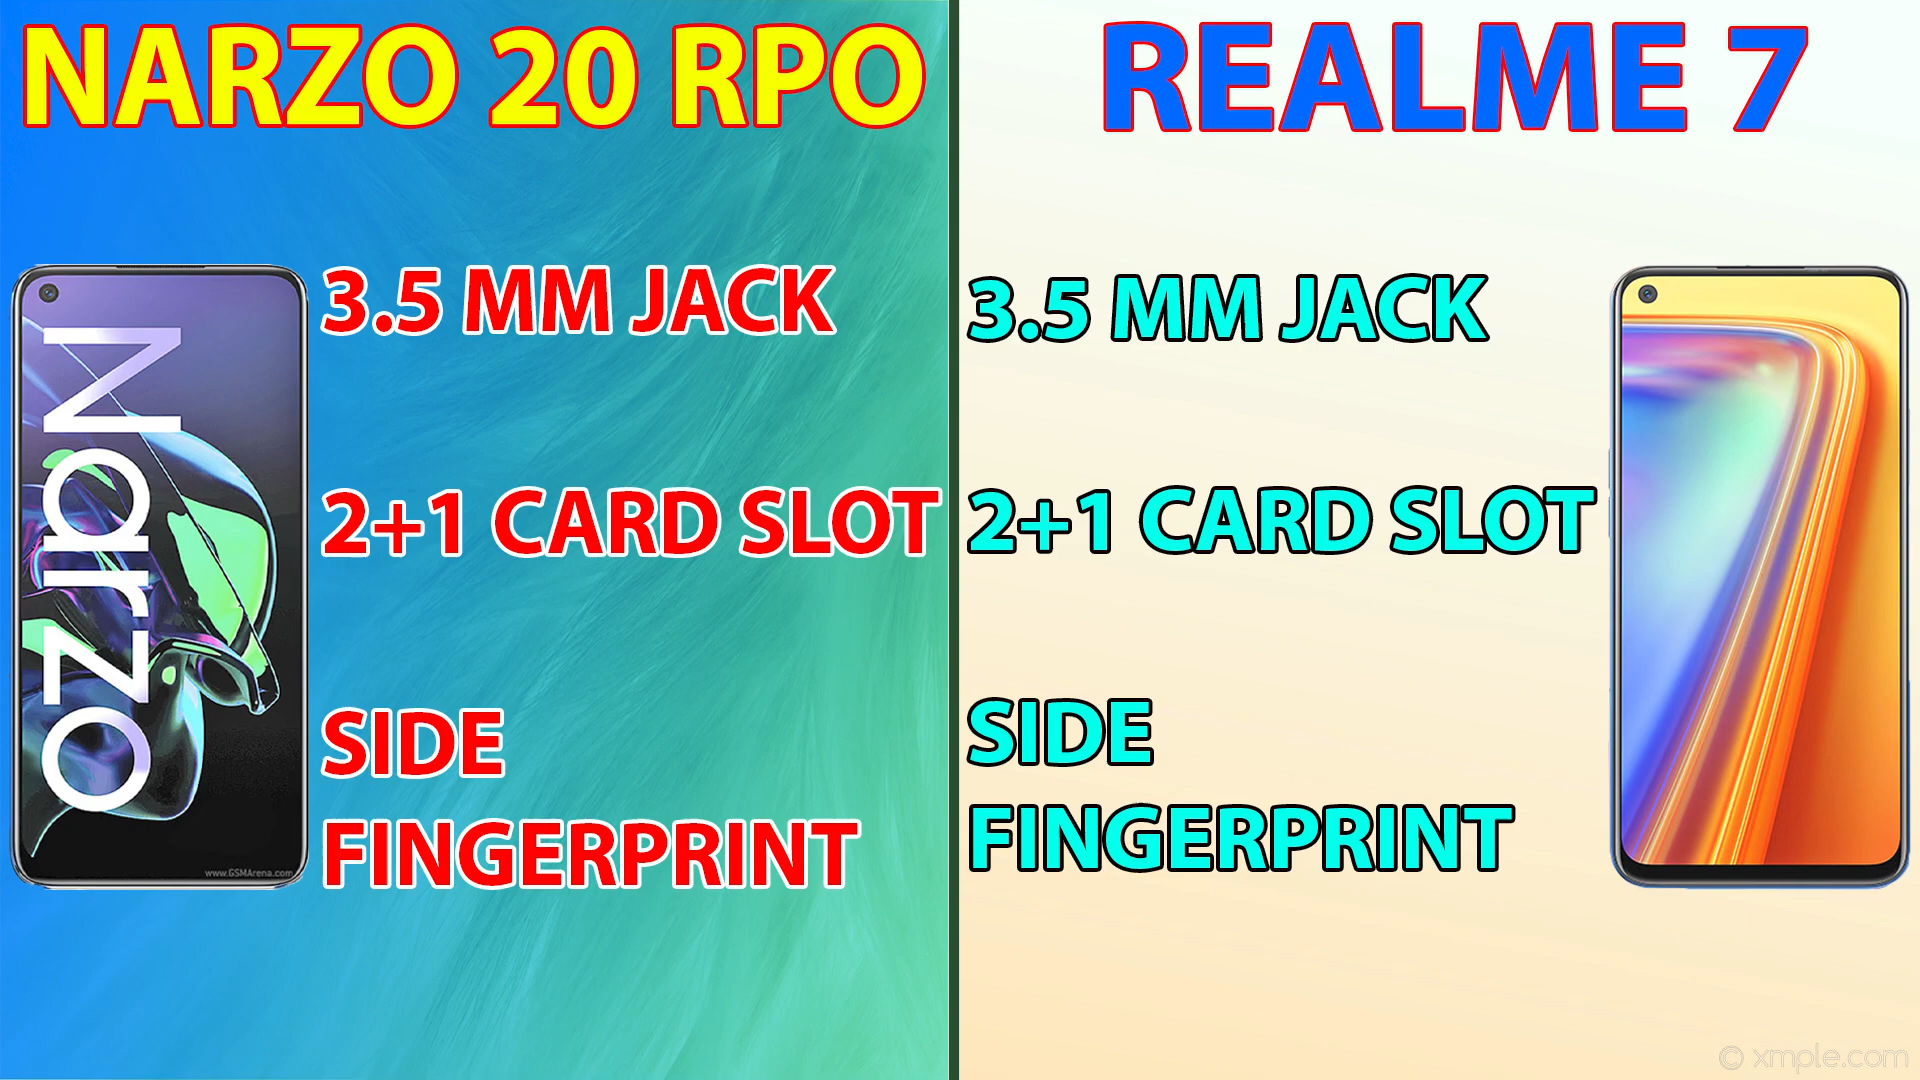 NARZO 20 RPO
3.5 MM JACK
2+1 CARD SLOT
SIDE
FINGERPRINT
Narzo
www.GSMArena.com
REALME 7
3.5 MM JACK
2+1 CARD SLOT
SIDE
FINGERPRINT
© xmple.com